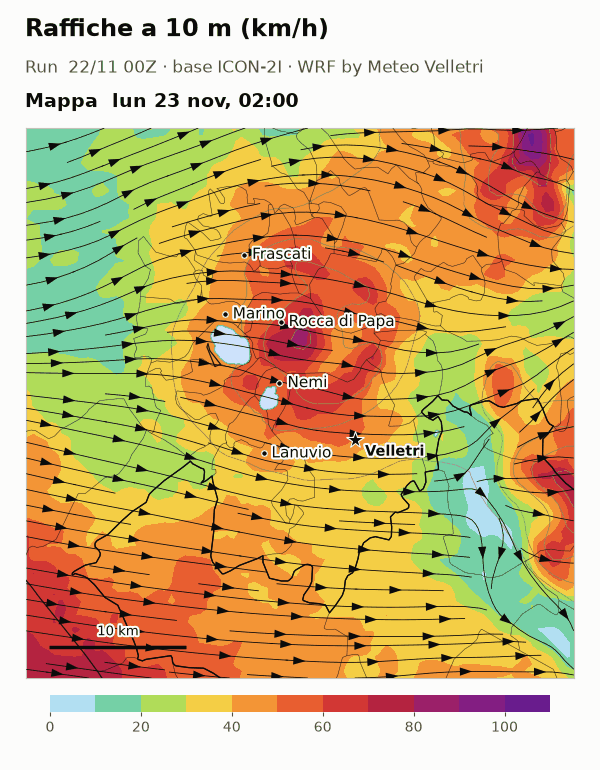 Raffiche a 10 m (km/h)
Run  22/11 00Z · base ICON-2I · WRF by Meteo Velletri
Mappa  lun 23 nov, 02:00
Frascati
Marino
Rocca di Papa
Nemi
Velletri
Lanuvio
10 km
0 20 40 60 80 100